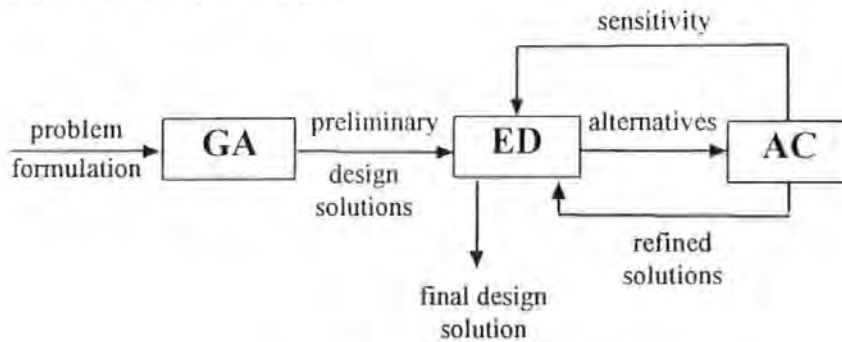 sensitivity
problem
formulation
GA
preliminary
design
solutions
ED
alternatives
AC
refined
solutions
final design
solution